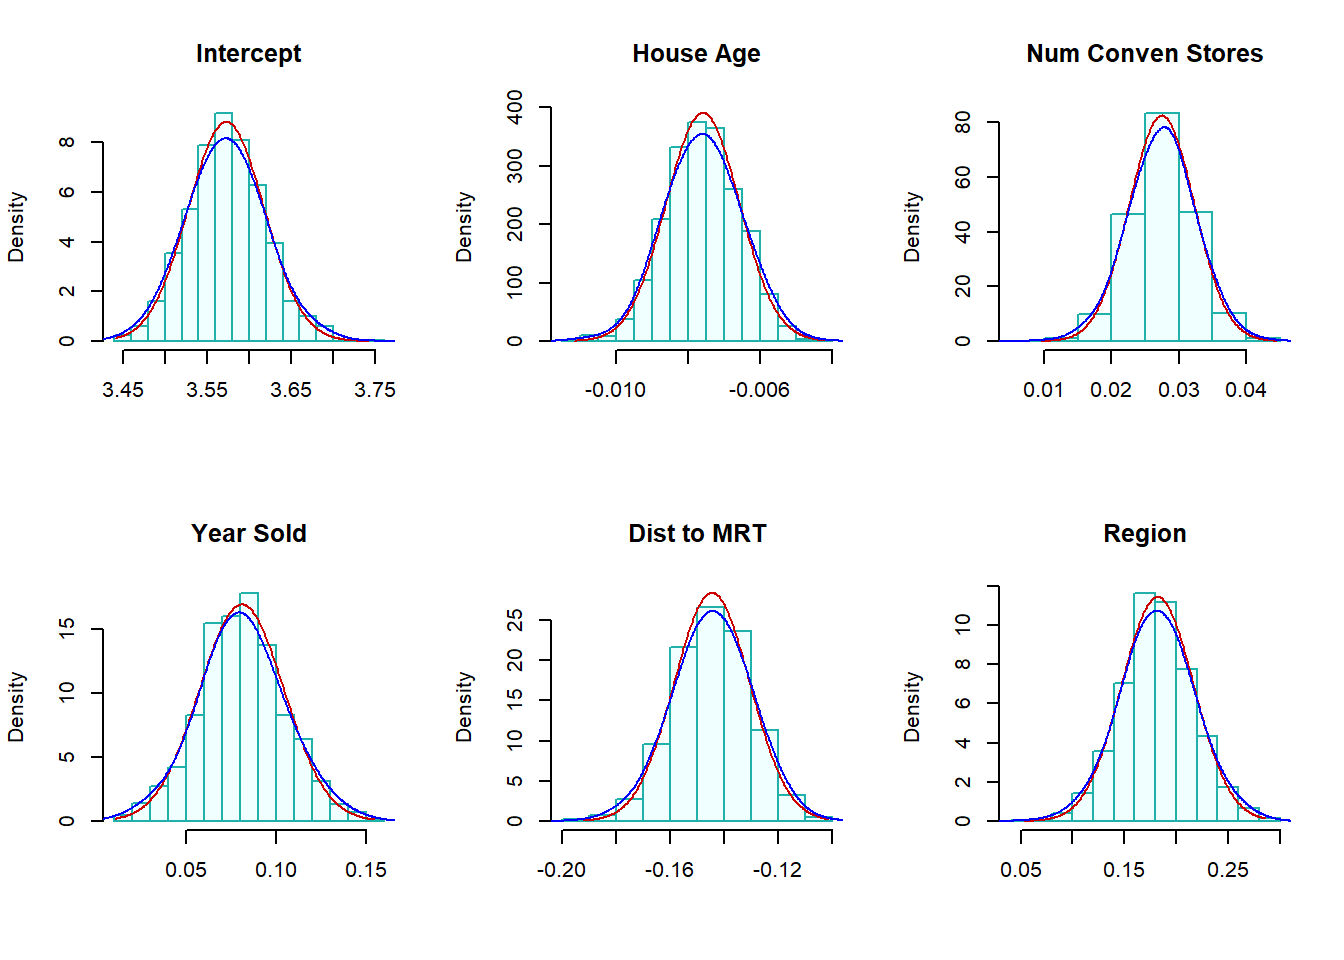 Intercept
House Age
Num Conven Stores
Density
0 2 4 6 8
3.45 3.55 3.65 3.75
Density
0 100 200 300 400
-0.010 -0.006
Density
0 20 40 60 80
0.01 0.02 0.03 0.04
Year Sold
Dist to MRT
Region
Density
0 5 10 15
0.05 0.10 0.15
Density
0 5 10 15 20 25
-0.20 -0.16 -0.12
Density
0 2 4 6 8 10
0.05 0.15 0.25